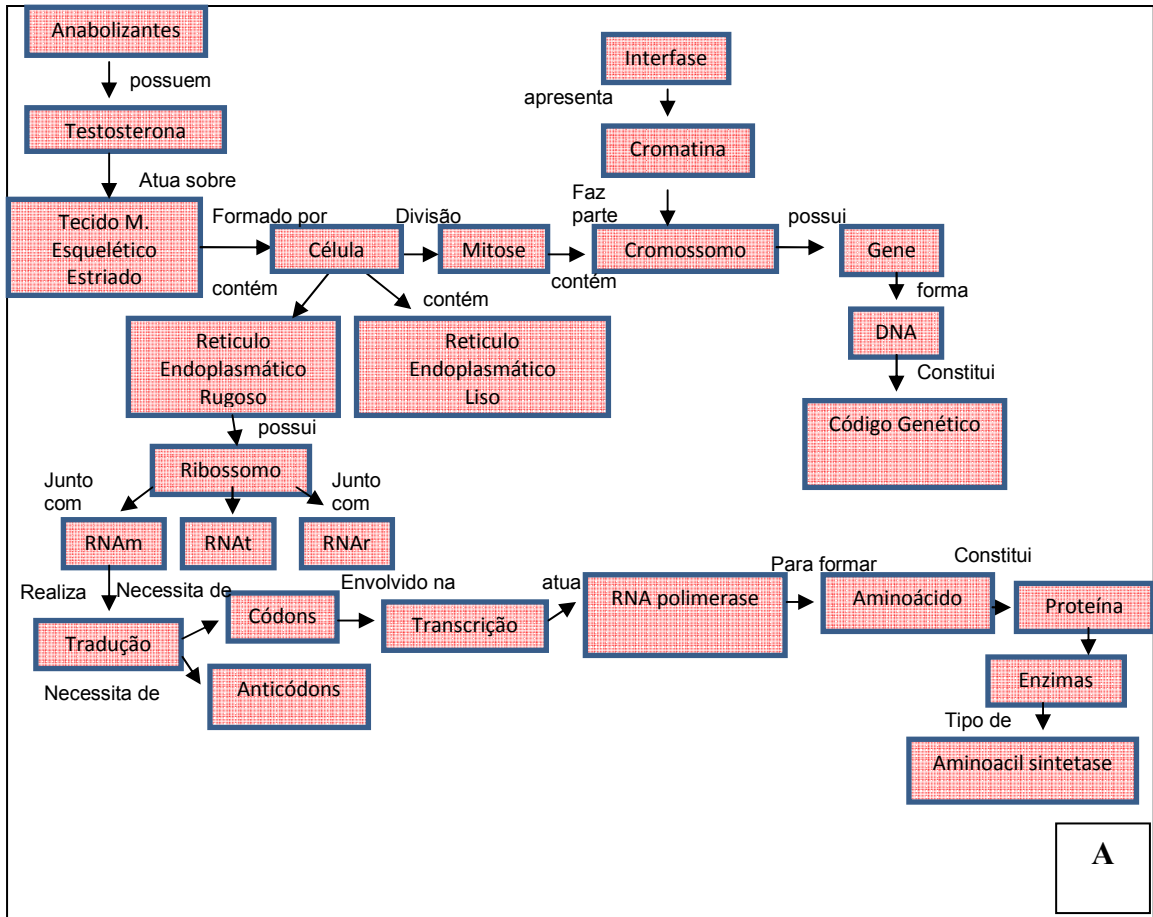 Anabolizantes
possuem
Testosterona
Atua sobre
Tecido M.
Esquelético
Estriado
Formado por
Célula
Divisão
Mitose
contém
Interfase
apresenta
Cromatina
Faz
parte
Cromossomo
possui
Gene
forma
DNA
Constitui
Código Genético
contém
contém
Reticulo
Endoplasmático
Rugoso
Reticulo
Endoplasmático
Liso
possui
Ribossomo
Junto
com
Junto
com
RNAm
RNAt
RNAr
Realiza
Necessita de
Tradução
Necessita de
Códons
Anticódons
Envolvido na
Transcrição
atua
RNA polimerase
Para formar
Aminoácido
Constitui
Proteína
Enzimas
Tipo de
Aminoacil sintetase
A